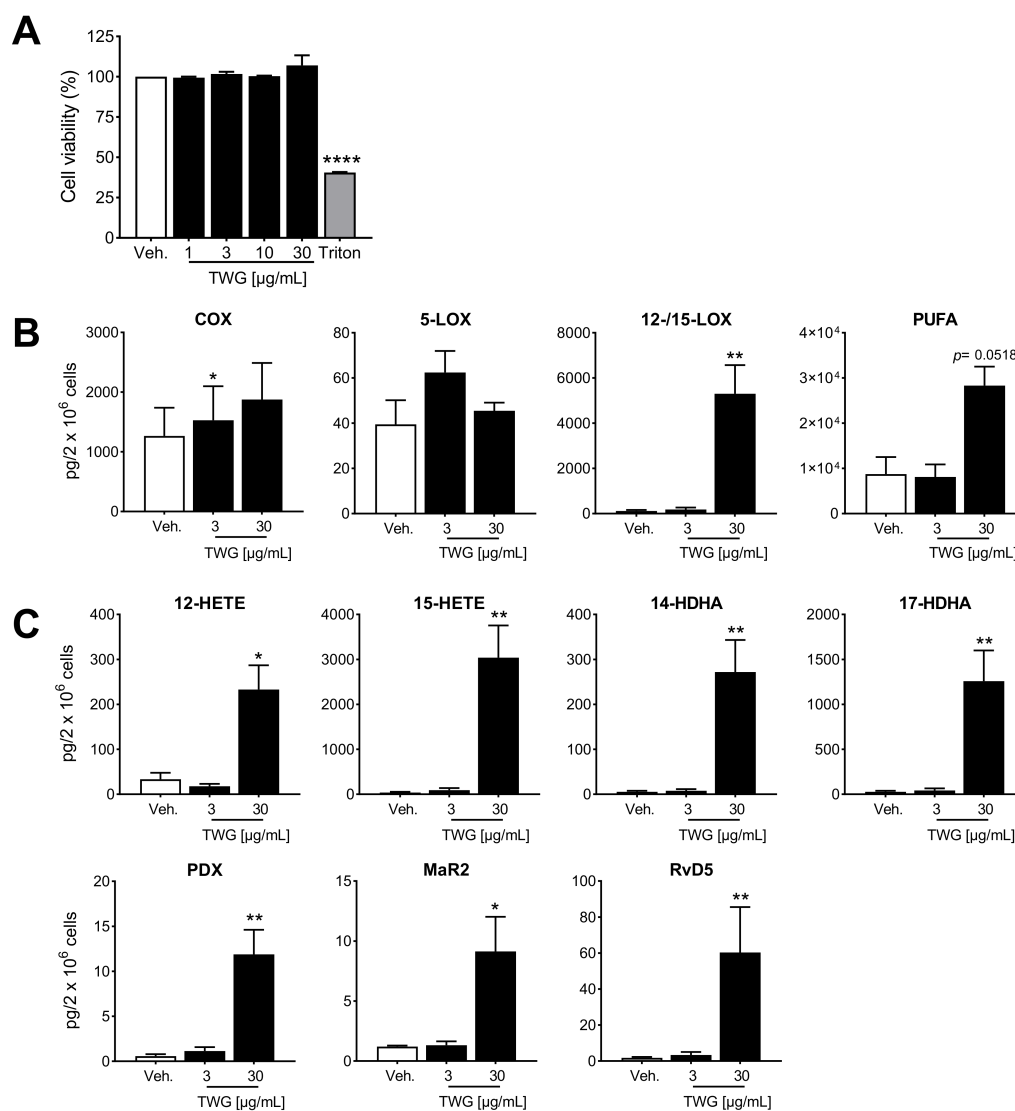 A
125
100
75
50
25
0
Cell viability (%)
****
Veh. 1 3 10 30 Triton
TWG [µg/mL]
B
COX
3000
2000
1000
0
pg/2 x 10⁶ cells
*
Veh. 3 30
TWG [µg/mL]
5-LOX
80
60
40
20
0
Veh. 3 30
TWG [µg/mL]
12-/15-LOX
8000
6000
4000
2000
0
**
Veh. 3 30
TWG [µg/mL]
PUFA
4×10⁴
3×10⁴
2×10⁴
1×10⁴
0
p= 0.0518
Veh. 3 30
TWG [µg/mL]
C
12-HETE
400
300
200
100
0
pg/2 x 10⁶ cells
*
Veh. 3 30
TWG [µg/mL]
15-HETE
4000
3000
2000
1000
0
**
Veh. 3 30
TWG [µg/mL]
14-HDHA
400
300
200
100
0
**
Veh. 3 30
TWG [µg/mL]
17-HDHA
2000
1500
1000
500
0
**
Veh. 3 30
TWG [µg/mL]
PDX
20
15
10
5
0
pg/2 x 10⁶ cells
**
Veh. 3 30
TWG [µg/mL]
MaR2
15
10
5
0
*
Veh. 3 30
TWG [µg/mL]
RvD5
100
80
60
40
20
0
**
Veh. 3 30
TWG [µg/mL]